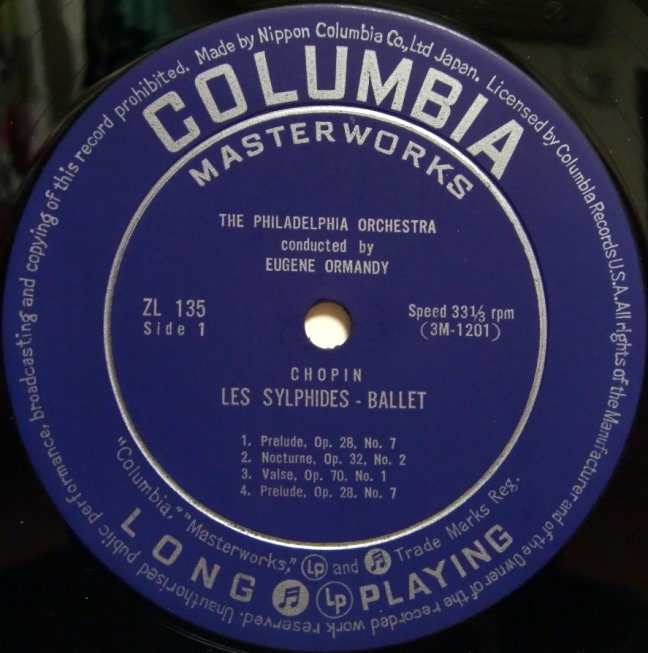 Unauthorised public performance, broadcasting and copying of this record prohibited. Made by Nippon Columbia Co., Ltd Japan. Licensed by Columbia Records U.S.A. All rights of the Manufacturer and of the Owner of the recorded work reserved.
COLUMBIA
MASTERWORKS
THE PHILADELPHIA ORCHESTRA
conducted by
EUGENE ORMANDY
ZL 135
Side 1
Speed 33⅓ rpm
(3M-1201)
CHOPIN
LES SYLPHIDES - BALLET
1. Prelude, Op. 28, No. 7
2. Nocturne, Op. 32, No. 2
3. Valse, Op. 70. No. 1
4. Prelude, Op. 28. No. 7
"Columbia," "Masterworks," Lp and Trade Marks Reg.
LONG Lp PLAYING